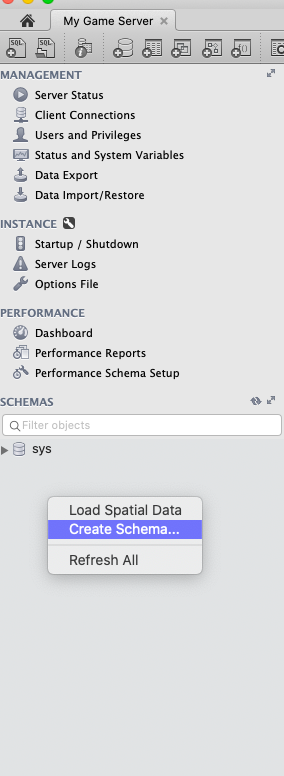 My Game Server
SQL SQL
MANAGEMENT
Server Status
Client Connections
Users and Privileges
Status and System Variables
Data Export
Data Import/Restore
INSTANCE
Startup / Shutdown
Server Logs
Options File
PERFORMANCE
Dashboard
Performance Reports
Performance Schema Setup
SCHEMAS
Filter objects
sys
Load Spatial Data
Create Schema...
Refresh All